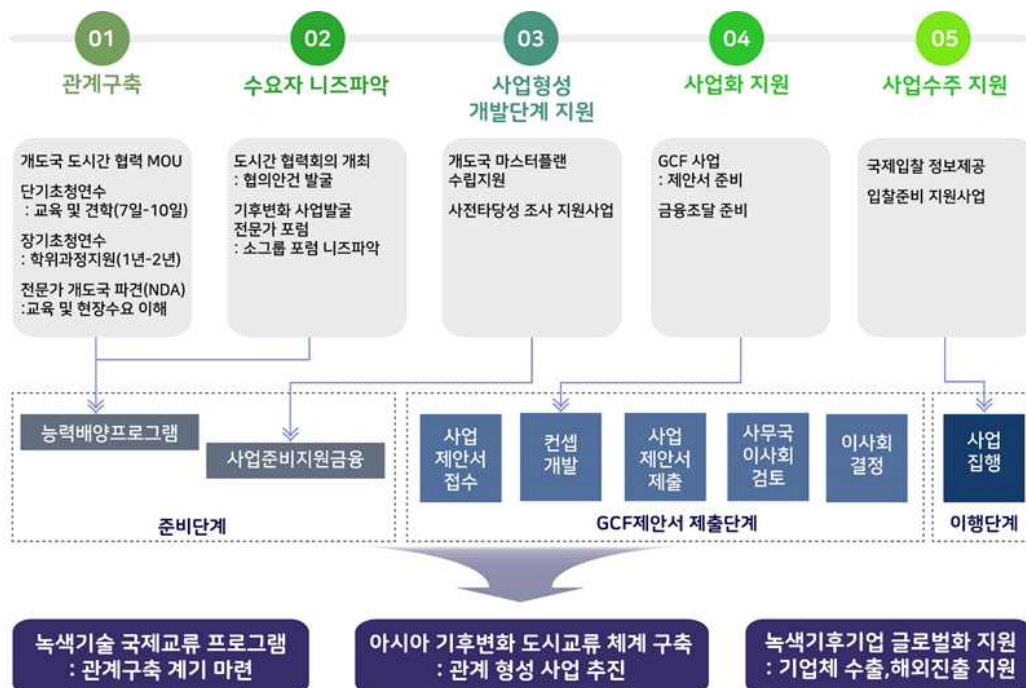 01
관계구축
02
수요자 니즈파악
03
사업형성
개발단계 지원
04
사업화 지원
05
사업수주 지원
개도국 도시간 협력 MOU
단기초청연수
: 교육 및 견학(7일-10일)
장기초청연수
: 학위과정지원(1년-2년)
전문가 개도국 파견(NDA)
:교육 및 현장수요 이해
도시간 협력회의 개최
: 협의안건 발굴
기후변화 사업발굴
전문가 포럼
: 소그룹 포럼 니즈파악
개도국 마스터플랜
수립지원
사전타당성 조사 지원사업
GCF 사업
: 제안서 준비
금융조달 준비
국제입찰 정보제공
입찰준비 지원사업
능력배양프로그램
사업준비지원금융
준비단계
사업
제안서
접수
컨셉
개발
사업
제안서
제출
사무국
이사회
검토
이사회
결정
GCF제안서 제출단계
사업
집행
이행단계
녹색기술 국제교류 프로그램
: 관계구축 계기 마련
아시아 기후변화 도시교류 체계 구축
: 관계 형성 사업 추진
녹색기후기업 글로벌화 지원
: 기업체 수출,해외진출 지원